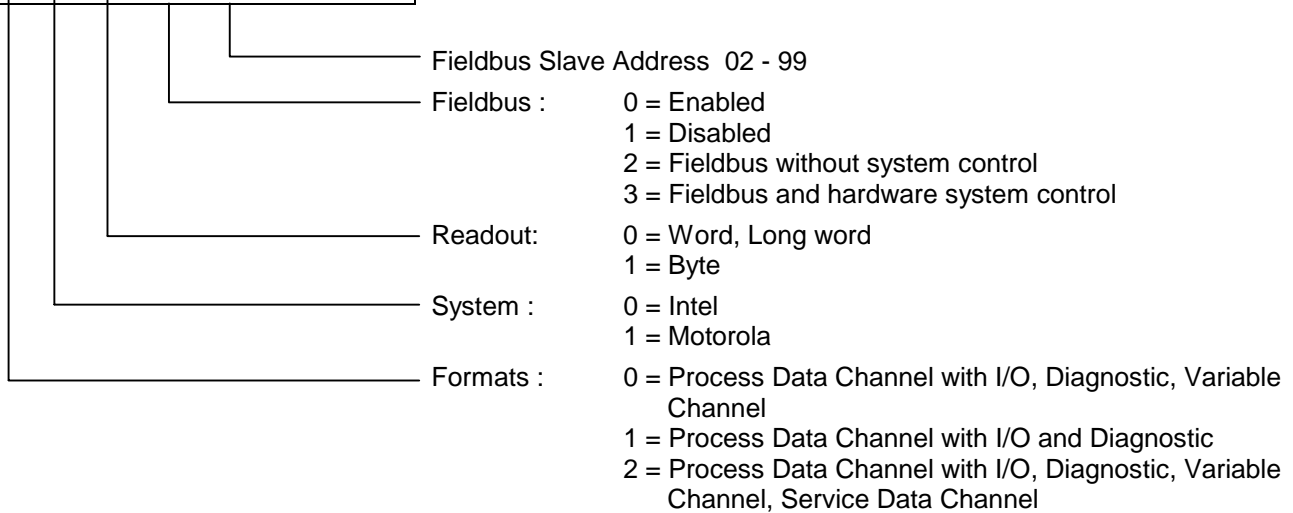 Fieldbus Slave Address 02 - 99
Fieldbus : 0 = Enabled
1 = Disabled
2 = Fieldbus without system control
3 = Fieldbus and hardware system control
Readout: 0 = Word, Long word
1 = Byte
System : 0 = Intel
1 = Motorola
Formats : 0 = Process Data Channel with I/O, Diagnostic, Variable
Channel
1 = Process Data Channel with I/O and Diagnostic
2 = Process Data Channel with I/O, Diagnostic, Variable
Channel, Service Data Channel